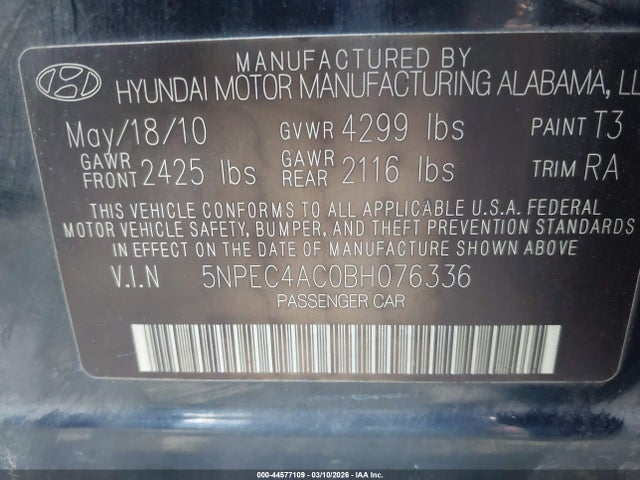 MANUFACTURED BY
HYUNDAI MOTOR MANUFACTURING ALABAMA, LL
May/18/10 GVWR 4299 lbs PAINT T3
GAWR FRONT 2425 lbs GAWR REAR 2116 lbs TRIM RA
THIS VEHICLE CONFORMS TO ALL APPLICABLE U.S.A. FEDERAL
MOTOR VEHICLE SAFETY, BUMPER, AND THEFT PREVENTION STANDARDS
IN EFFECT ON THE DATE OF MANUFACTURE SHOWN ABOVE
V.I.N 5NPEC4AC0BH076336
PASSENGER CAR
000-44577109 - 03/10/2026 - IAA Inc.